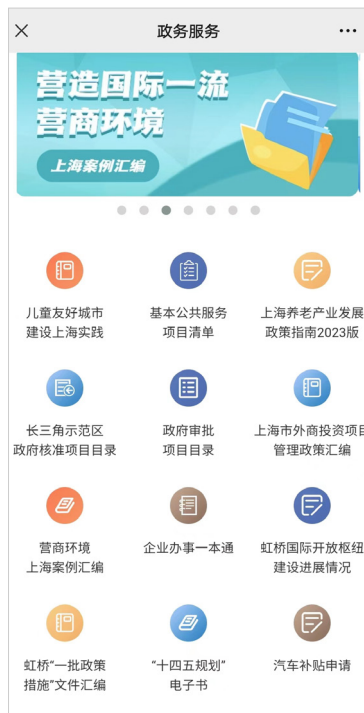 政务服务
营造国际一流
营商环境
上海案例汇编
儿童友好城市
建设上海实践
基本公共服务
项目清单
上海养老产业发展
政策指南2023版
长三角示范区
政府核准项目目录
政府审批
项目目录
上海市外商投资项目
管理政策汇编
营商环境
上海案例汇编
企业办事一本通
虹桥国际开放枢纽
建设进展情况
虹桥“一批政策
措施”文件汇编
“十四五规划”
电子书
汽车补贴申请